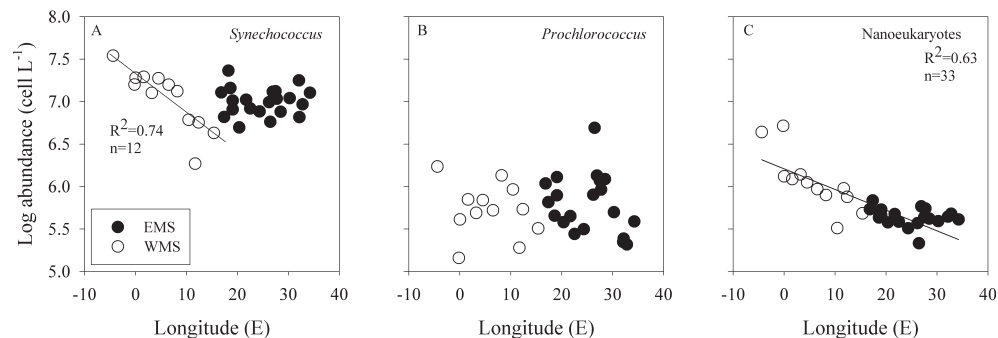 8.0
7.5
7.0
6.5
6.0
5.5
5.0
Log abundance (cell L⁻¹)
A
Synechococcus
R²=0.74
n=12
EMS
WMS
-10 0 10 20 30 40
Longitude (E)
B
Prochlorococcus
-10 0 10 20 30 40
Longitude (E)
C
Nanoeukaryotes
R²=0.63
n=33
-10 0 10 20 30 40
Longitude (E)